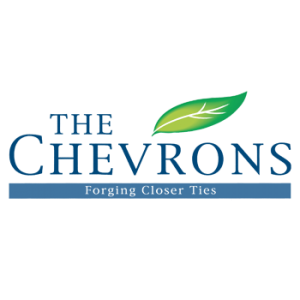 THE
CHEVRONS
Forging Closer Ties